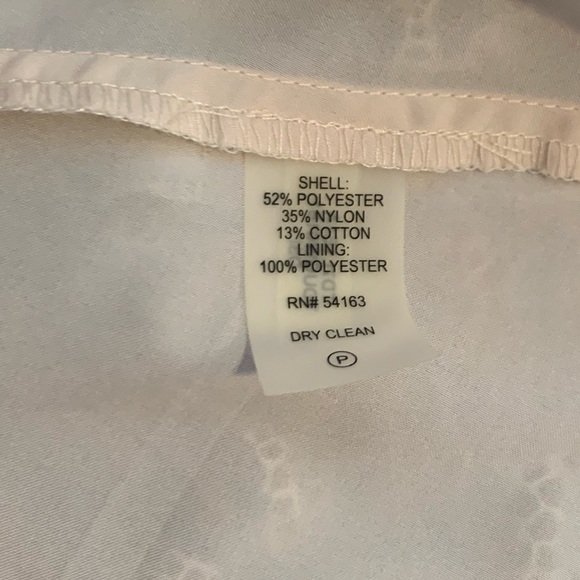 SHELL:
52% POLYESTER
35% NYLON
13% COTTON
LINING:
100% POLYESTER
RN# 54163
DRY CLEAN
P